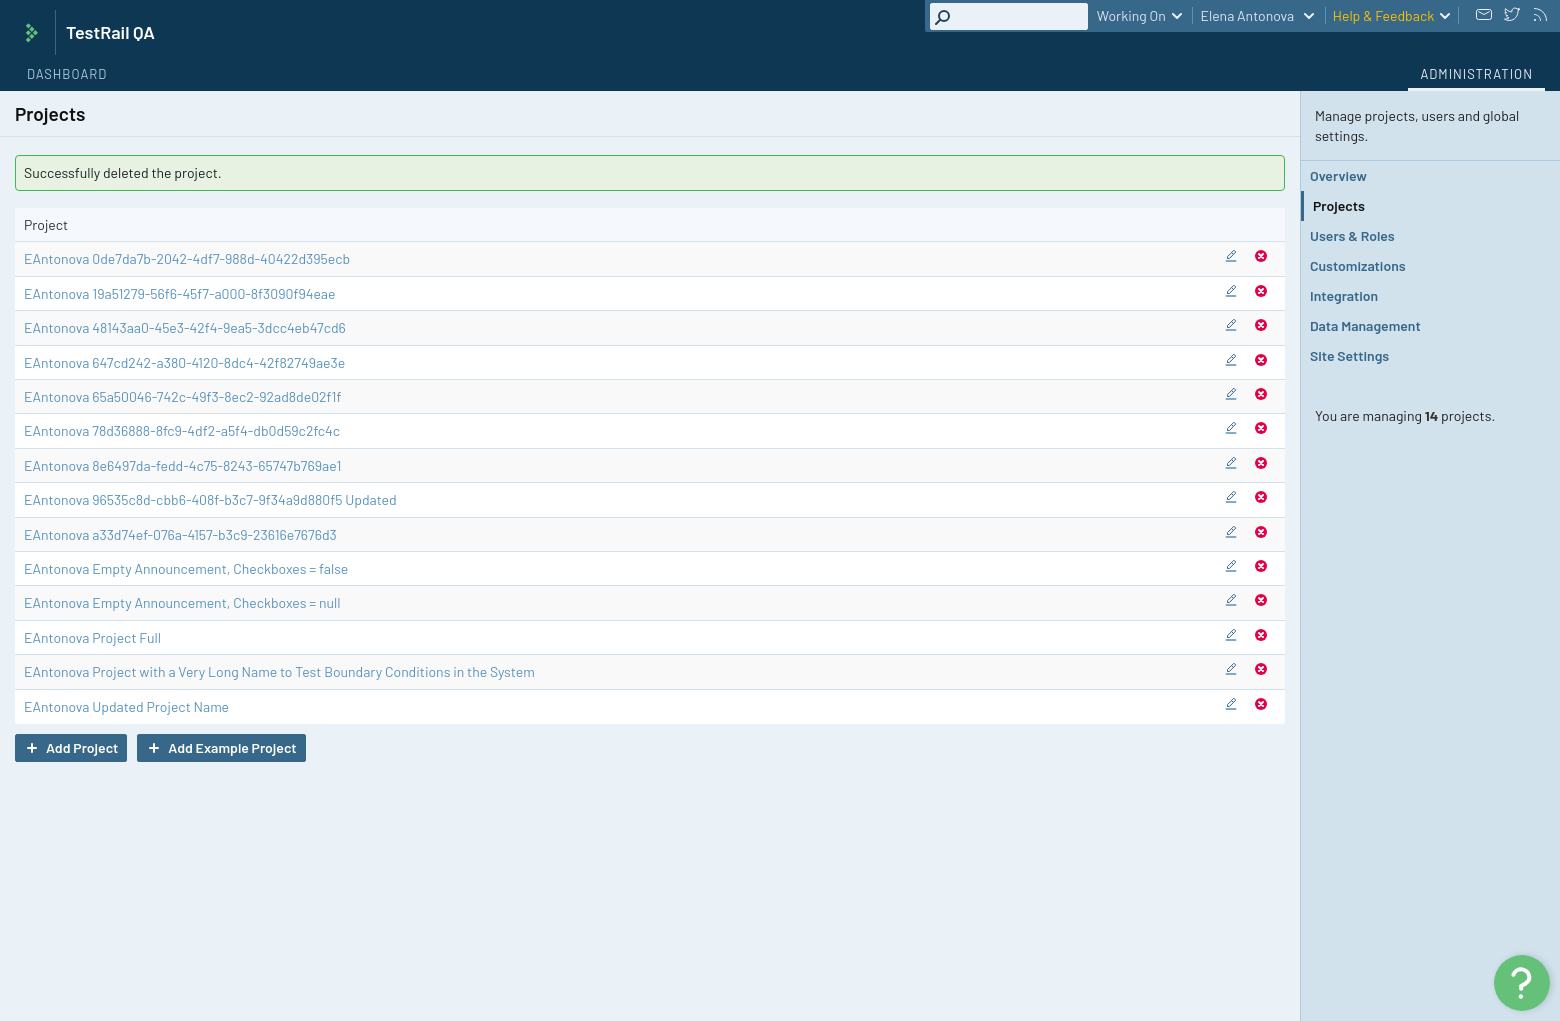 TestRail QA
Working On
Elena Antonova
Help & Feedback
DASHBOARD
ADMINISTRATION
Projects
Successfully deleted the project.
Project
EAntonova 0de7da7b-2042-4df7-988d-40422d395ecb
EAntonova 19a51279-56f6-45f7-a000-8f3090f94eae
EAntonova 48143aa0-45e3-42f4-9ea5-3dcc4eb47cd6
EAntonova 647cd242-a380-4120-8dc4-42f82749ae3e
EAntonova 65a50046-742c-49f3-8ec2-92ad8de02f1f
EAntonova 78d36888-8fc9-4df2-a5f4-db0d59c2fc4c
EAntonova 8e6497da-fedd-4c75-8243-65747b769ae1
EAntonova 96535c8d-cbb6-408f-b3c7-9f34a9d880f5 Updated
EAntonova a33d74ef-076a-4157-b3c9-23616e7676d3
EAntonova Empty Announcement, Checkboxes = false
EAntonova Empty Announcement, Checkboxes = null
EAntonova Project Full
EAntonova Project with a Very Long Name to Test Boundary Conditions in the System
EAntonova Updated Project Name
+ Add Project
+ Add Example Project
Manage projects, users and global
settings.
Overview
Projects
Users & Roles
Customizations
Integration
Data Management
Site Settings
You are managing 14 projects.
?